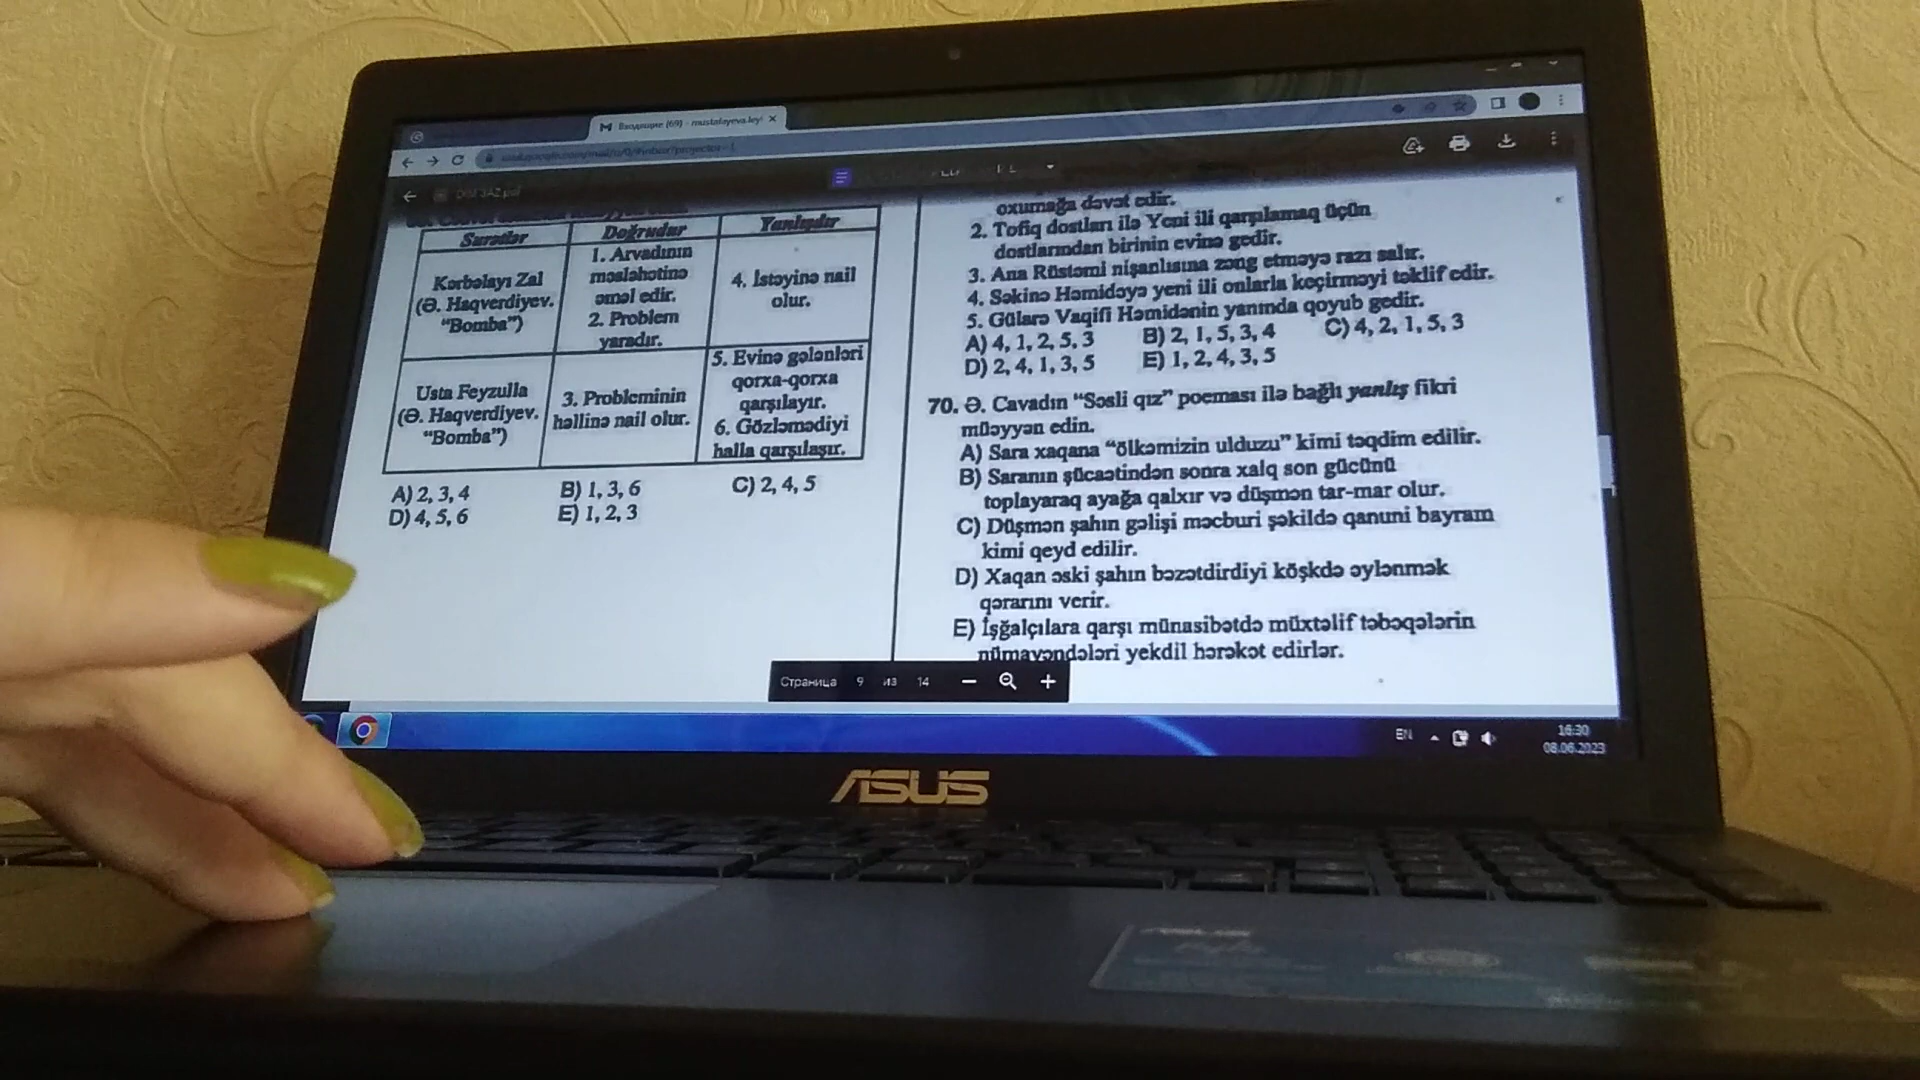 Входящие (69) - mustafayeva.leyl
Surətlər
Doğrudur
Yanlışdır
Kərbəlayı Zal
(Ə. Haqverdiyev.
“Bomba”)
1. Arvadının
məsləhətinə
əməl edir.
2. Problem
yaradır.
4. İstəyinə nail
olur.
Usta Feyzulla
(Ə. Haqverdiyev.
“Bomba”)
3. Probleminin
həllinə nail olur.
5. Evinə gələnləri
qorxa-qorxa
qarşılayır.
6. Gözləmədiyi
halla qarşılaşır.
A) 2, 3, 4 B) 1, 3, 6 C) 2, 4, 5
D) 4, 5, 6 E) 1, 2, 3
oxumağa dəvət edir.
2. Tofiq dostları ilə Yeni ili qarşılamaq üçün
dostlarından birinin evinə gedir.
3. Ana Rüstəmi nişanlısına zəng etməyə razı salır.
4. Səkinə Həmidəyə yeni ili onlarla keçirməyi təklif edir.
5. Gülarə Vaqifi Həmidənin yanında qoyub gedir.
A) 4, 1, 2, 5, 3 B) 2, 1, 5, 3, 4 C) 4, 2, 1, 5, 3
D) 2, 4, 1, 3, 5 E) 1, 2, 4, 3, 5
70. Ə. Cavadın “Səsli qız” poeması ilə bağlı yanlış fikri
müəyyən edin.
A) Sara xaqana “ölkəmizin ulduzu” kimi təqdim edilir.
B) Saranın şücaətindən sonra xalq son gücünü
toplayaraq ayağa qalxır və düşmən tar-mar olur.
C) Düşmən şahın gəlişi məcburi şəkildə qanuni bayram
kimi qeyd edilir.
D) Xaqan əski şahın bəzətdirdiyi köşkdə əylənmək
qərarını verir.
E) İşğalçılara qarşı münasibətdə müxtəlif təbəqələrin
nümayəndələri yekdil hərəkət edirlər.
Страница 9 из 14
EN
16:30
08.06.2023
ASUS